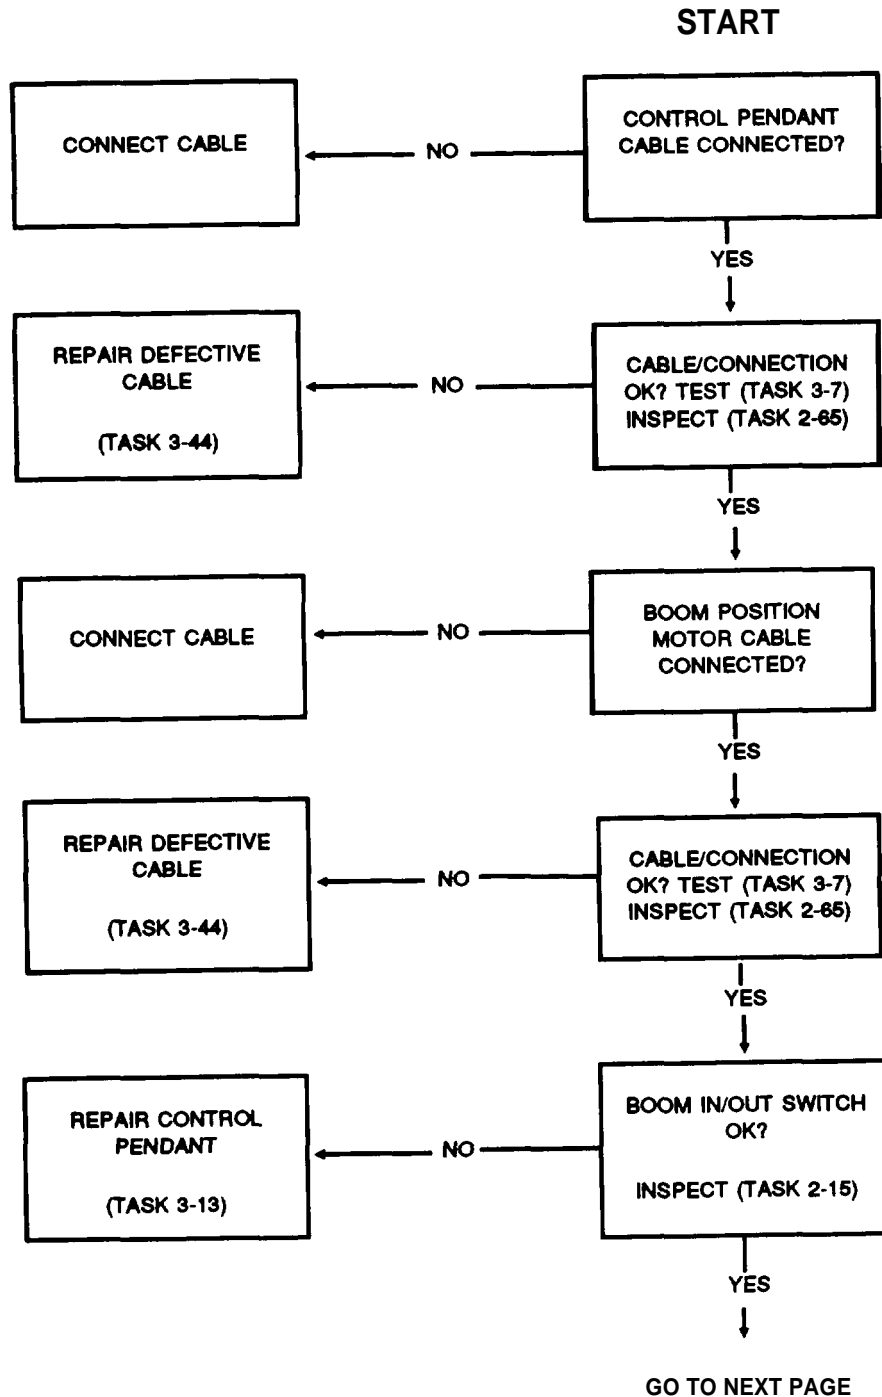 START
CONTROL PENDANT
CABLE CONNECTED?
NO
CONNECT CABLE
YES
CABLE/CONNECTION
OK? TEST (TASK 3-7)
INSPECT (TASK 2-65)
NO
REPAIR DEFECTIVE
CABLE
(TASK 3-44)
YES
BOOM POSITION
MOTOR CABLE
CONNECTED?
NO
CONNECT CABLE
YES
CABLE/CONNECTION
OK? TEST (TASK 3-7)
INSPECT (TASK 2-65)
NO
REPAIR DEFECTIVE
CABLE
(TASK 3-44)
YES
BOOM IN/OUT SWITCH
OK?
INSPECT (TASK 2-15)
NO
REPAIR CONTROL
PENDANT
(TASK 3-13)
YES
GO TO NEXT PAGE